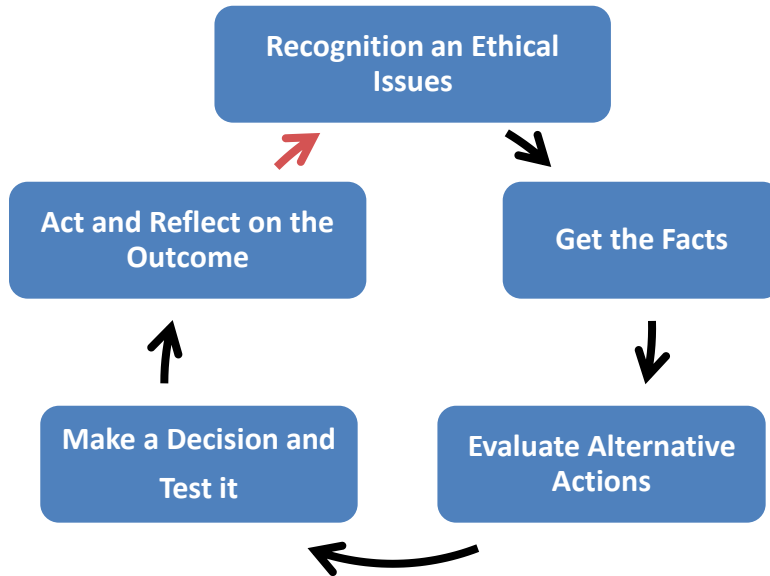 Recognition an Ethical
Issues
Get the Facts
Evaluate Alternative
Actions
Make a Decision and
Test it
Act and Reflect on the
Outcome